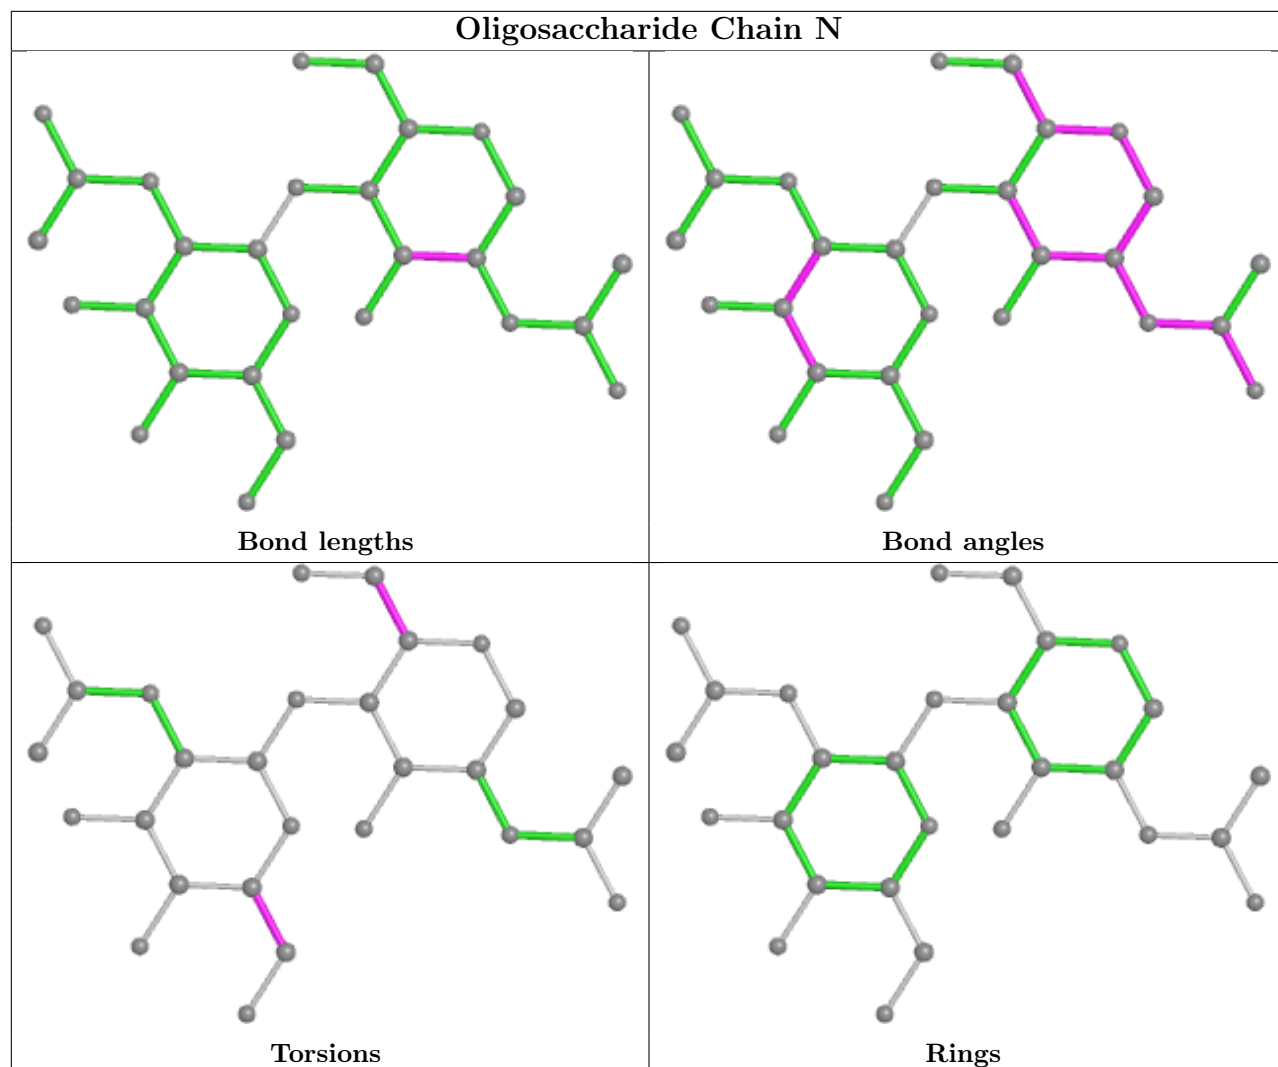 Oligosaccharide Chain N
Bond lengths
Bond angles
Torsions
Rings